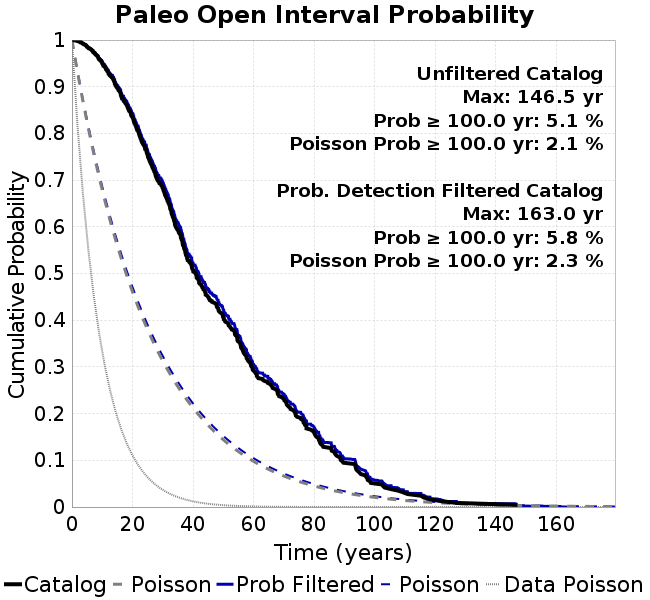 Paleo Open Interval Probability
Cumulative Probability
1
0.9
0.8
0.7
0.6
0.5
0.4
0.3
0.2
0.1
0
Unfiltered Catalog
Max: 146.5 yr
Prob ≥ 100.0 yr: 5.1 %
Poisson Prob ≥ 100.0 yr: 2.1 %
Prob. Detection Filtered Catalog
Max: 163.0 yr
Prob ≥ 100.0 yr: 5.8 %
Poisson Prob ≥ 100.0 yr: 2.3 %
0 20 40 60 80 100 120 140 160
Time (years)
Catalog Poisson Prob Filtered Poisson Data Poisson